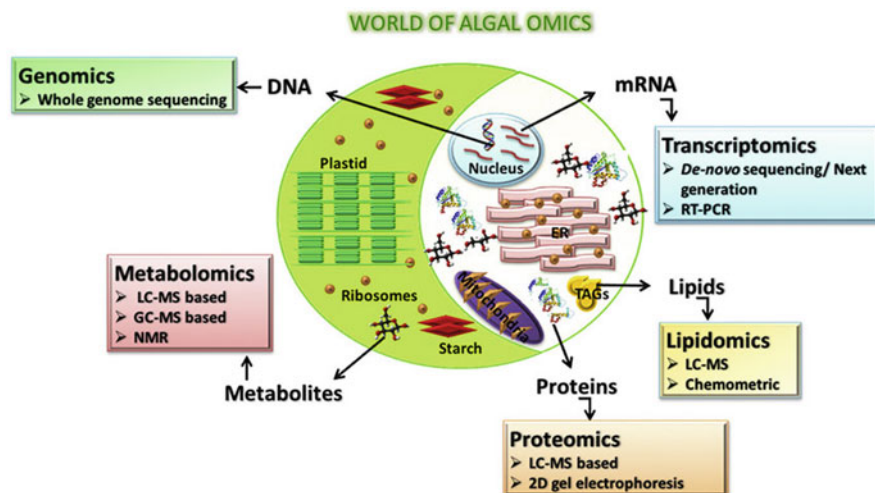 WORLD OF ALGAL OMICS
Genomics
➢ Whole genome sequencing
DNA
mRNA
Transcriptomics
➢ De-novo sequencing/ Next
generation
➢ RT-PCR
Plastid
Nucleus
ER
Metabolomics
➢ LC-MS based
➢ GC-MS based
➢ NMR
Ribosomes
Mitochondria
TAGs
Lipids
Starch
Lipidomics
➢ LC-MS
➢ Chemometric
Metabolites
Proteins
Proteomics
➢ LC-MS based
➢ 2D gel electrophoresis